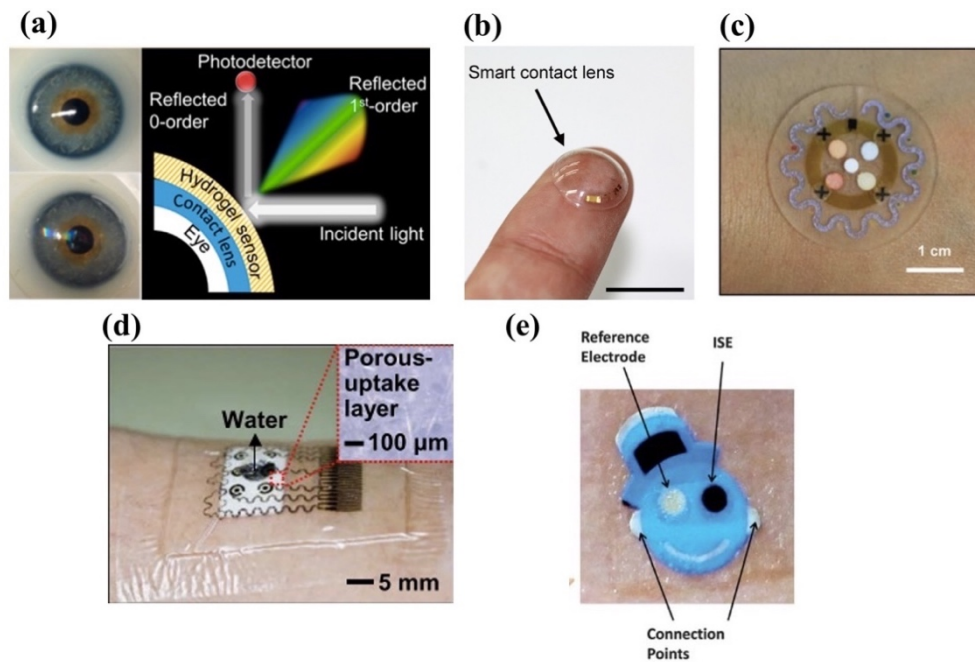 (a)
Photodetector
Reflected
0-order
Reflected
1st-order
Hydrogel sensor
Contact lens
Eye
Incident light
(b)
Smart contact lens
(c)
1 cm
(d)
Porous-
uptake
layer
100 μm
Water
5 mm
(e)
Reference
Electrode
ISE
Connection
Points